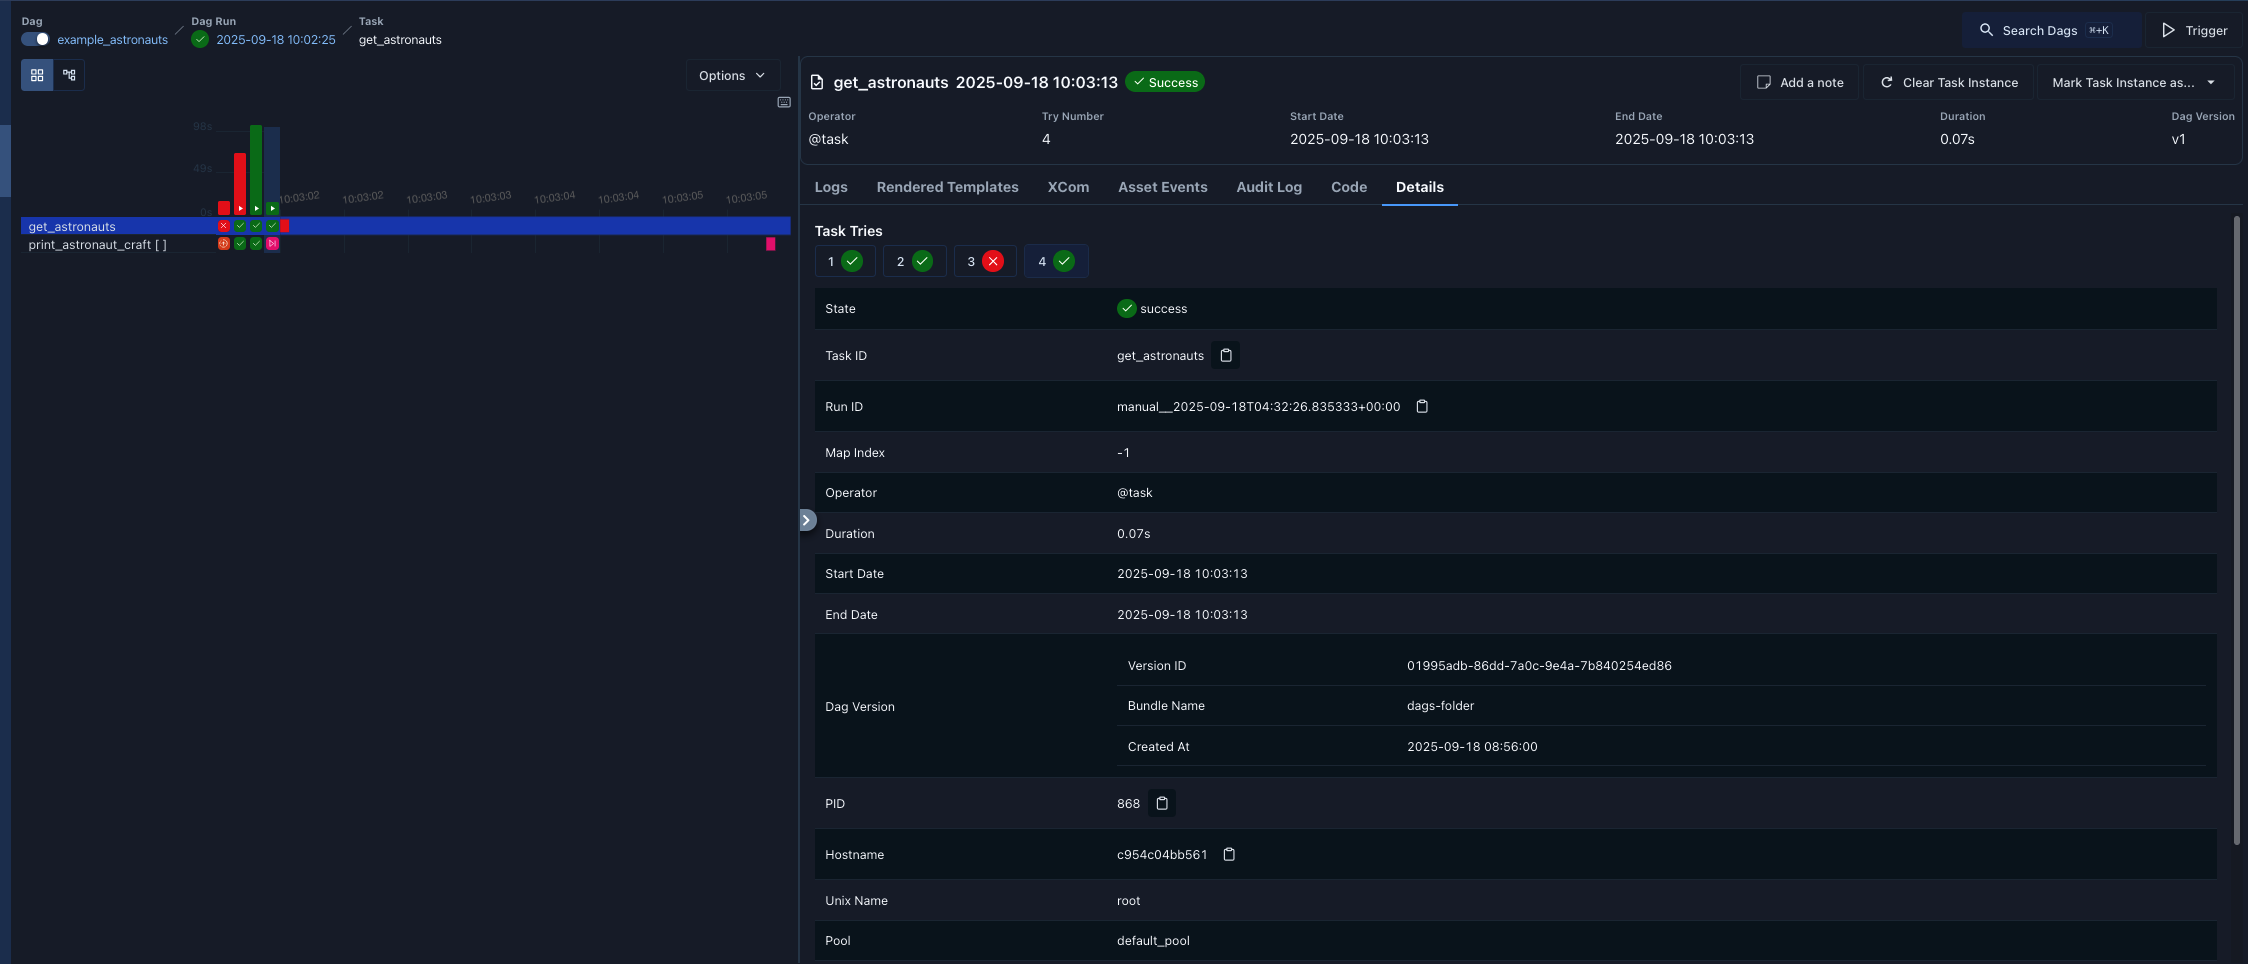 Dag
example_astronauts
Dag Run
2025-09-18 10:02:25
Task
get_astronauts
Search Dags ⌘+K
Trigger
Options
98s
49s
0s
10:03:02 10:03:02 10:03:03 10:03:03 10:03:04 10:03:04 10:03:05 10:03:05
get_astronauts
print_astronaut_craft [ ]
get_astronauts 2025-09-18 10:03:13 Success
Add a note
Clear Task Instance
Mark Task Instance as...
Operator Try Number Start Date End Date Duration Dag Version
@task 4 2025-09-18 10:03:13 2025-09-18 10:03:13 0.07s v1
Logs Rendered Templates XCom Asset Events Audit Log Code Details
Task Tries
1 2 3 4
State success
Task ID get_astronauts
Run ID manual__2025-09-18T04:32:26.835333+00:00
Map Index -1
Operator @task
Duration 0.07s
Start Date 2025-09-18 10:03:13
End Date 2025-09-18 10:03:13
Dag Version
Version ID 01995adb-86dd-7a0c-9e4a-7b840254ed86
Bundle Name dags-folder
Created At 2025-09-18 08:56:00
PID 868
Hostname c954c04bb561
Unix Name root
Pool default_pool